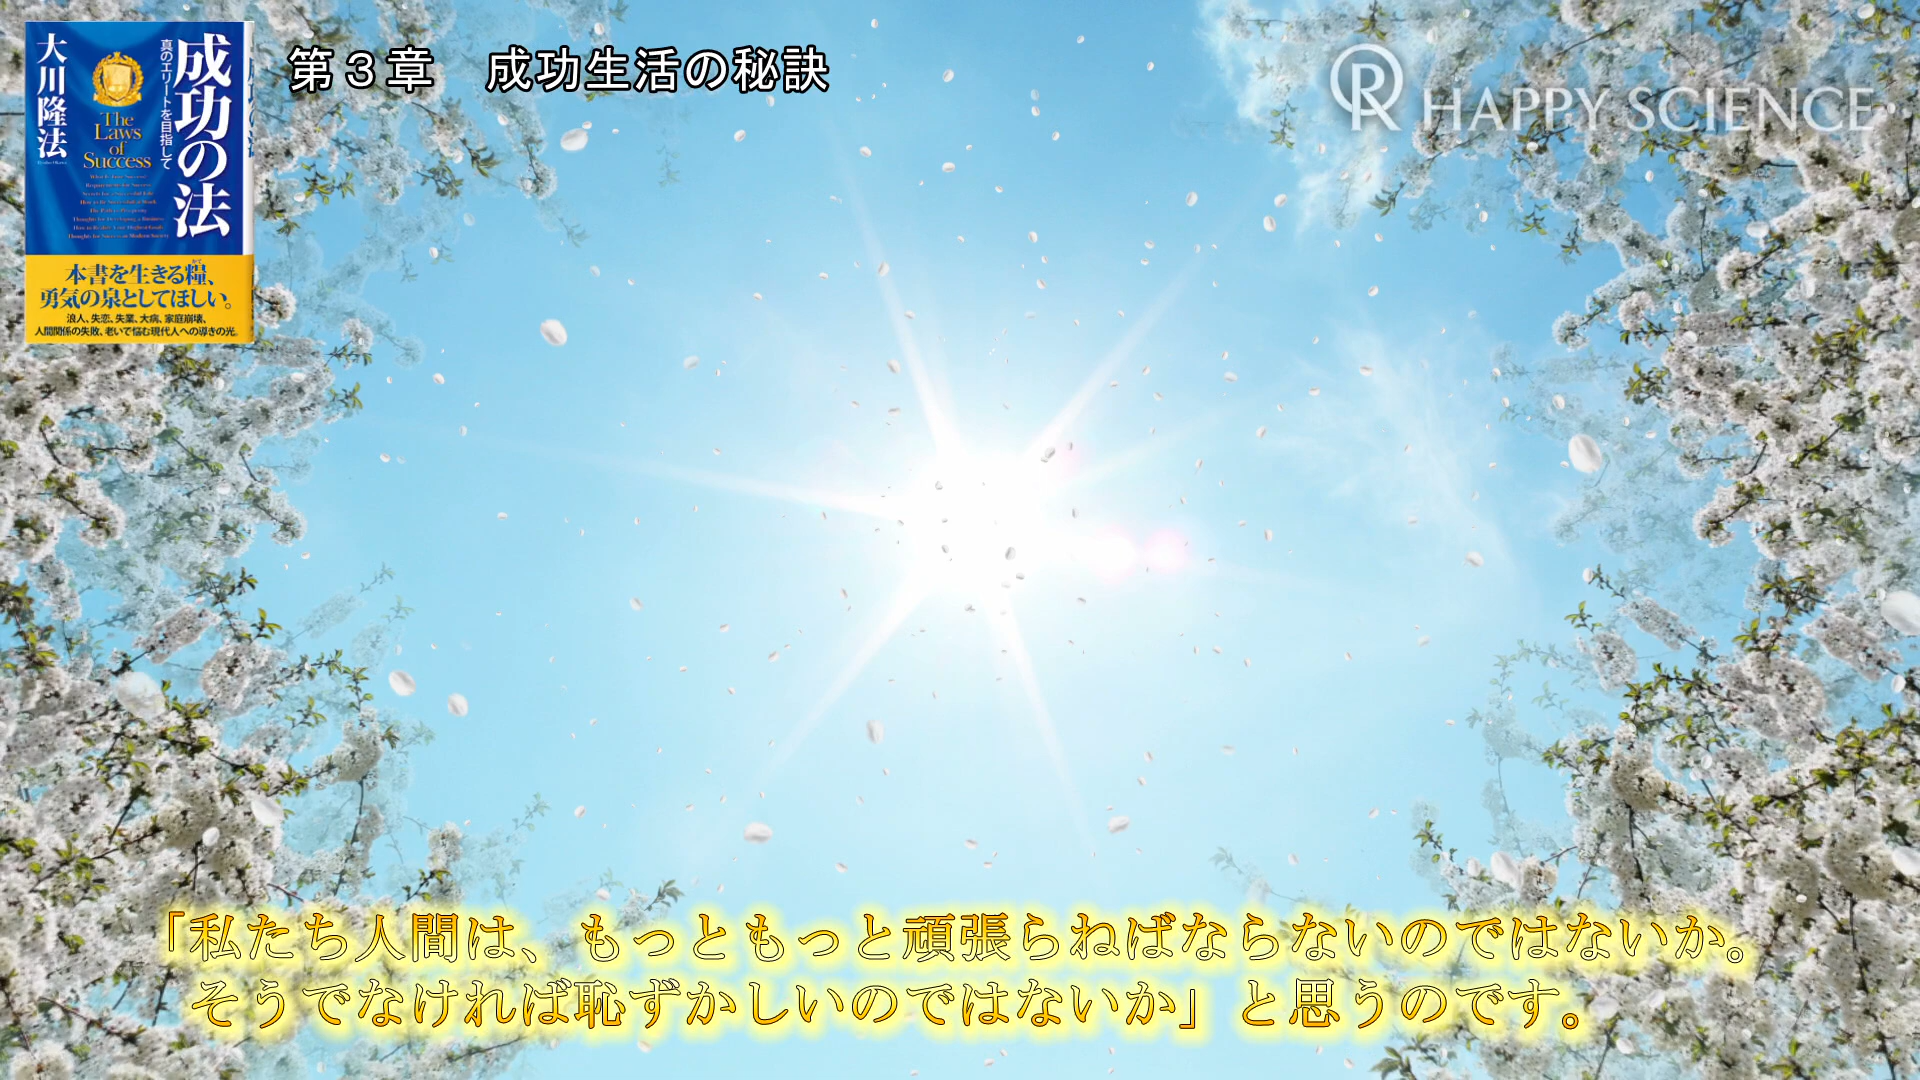 大川隆法
成功の法
真のエリートを目指して
The
Laws
of
Success
本書を生きる糧、
勇気の泉としてほしい。
浪人、失恋、失業、大病、家庭崩壊、
人間関係の失敗、老いで悩む現代人への導きの光。
第３章　成功生活の秘訣
HAPPY SCIENCE
「私たち人間は、もっともっと頑張らねばならないのではないか。
そうでなければ恥ずかしいのではないか」と思うのです。